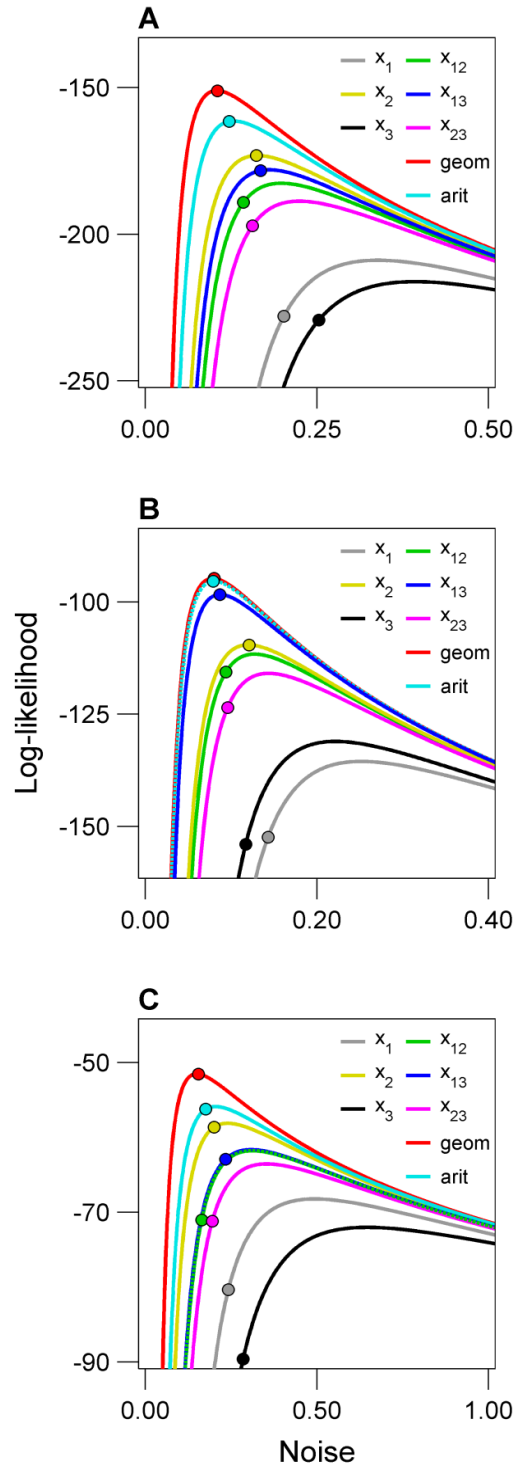 A
-150
-200
-250
0.00 0.25 0.50
x1 x12
x2 x13
x3 x23
geom
arit
B
-100
-125
-150
0.00 0.20 0.40
x1 x12
x2 x13
x3 x23
geom
arit
Log-likelihood
C
-50
-70
-90
0.00 0.50 1.00
x1 x12
x2 x13
x3 x23
geom
arit
Noise